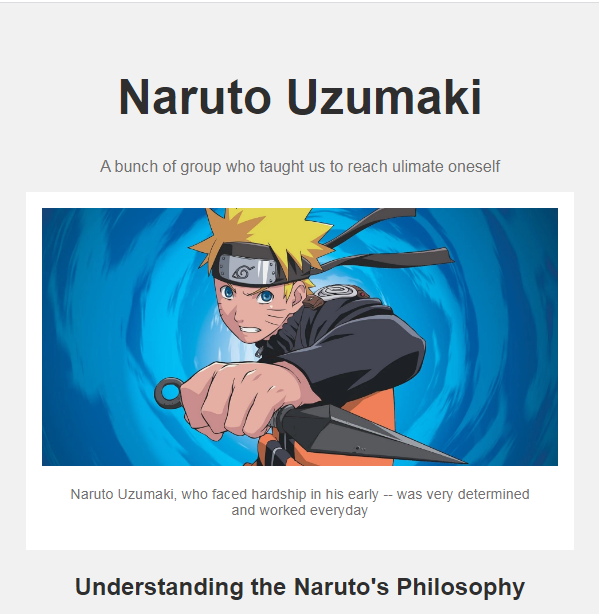 Naruto Uzumaki
A bunch of group who taught us to reach ulimate oneself
Naruto Uzumaki, who faced hardship in his early -- was very determined
and worked everyday
Understanding the Naruto's Philosophy